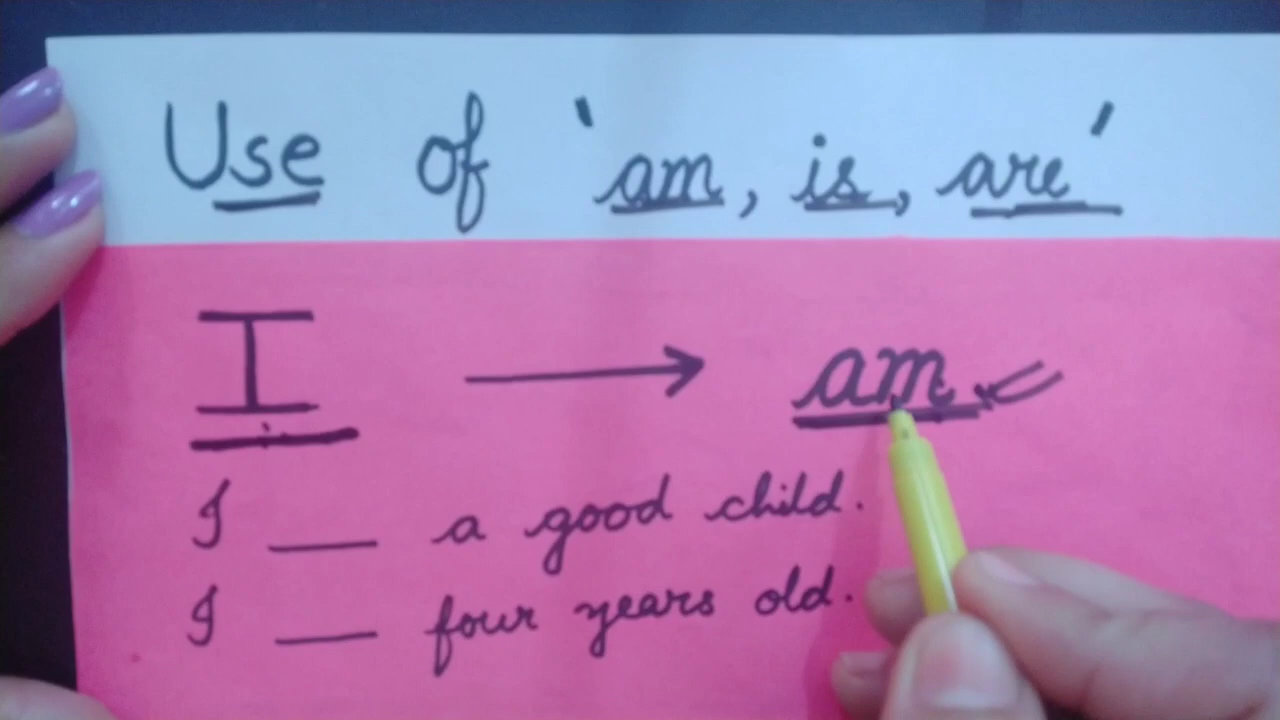 Use of 'am, is, are'
I → am
I ___ a good child.
I ___ four years old.